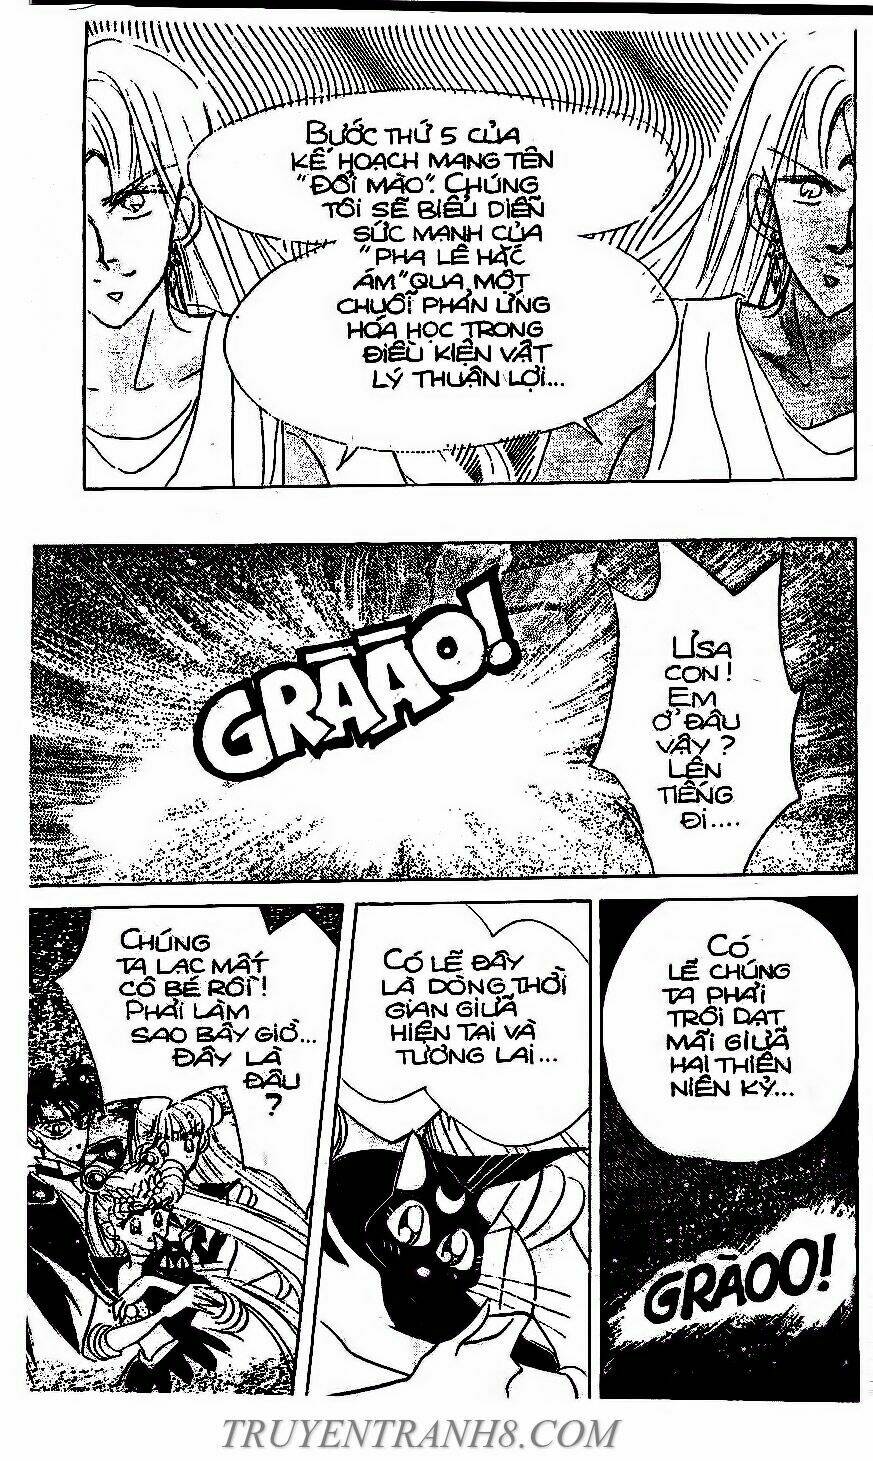 BƯỚC THỨ 5 CỦA
KẾ HOẠCH MANG TÊN
"ĐỔI MÀO". CHÚNG
TÔI SẼ BIỂU DIỄN
SỨC MẠNH CỦA
"PHA LÊ HẮC
ÁM" QUA MỘT
CHUỖI PHẢN ỨNG
HÓA HỌC TRONG
ĐIỀU KIỆN VẬT
LÝ THUẬN LỢI...
GRÃÃO!
ỦSA
CON!
EM
Ở ĐÂU
VẬY?
LÊN
TIẾNG
ĐI....
CHÚNG
TA LẠC MẤT
CÔ BÉ RỒI!
PHẢI LÀM
SAO BÂY GIỜ...
ĐÂY LÀ
ĐÂU
?
CÓ LẼ ĐÂY
LÀ DÒNG THỜI
GIAN GIỮA
HIỆN TẠI VÀ
TƯƠNG LAI...
CÓ
LẼ CHÚNG
TA PHẢI
TRÔI DẠT
MÃI GIỮA
HAI THIÊN
NIÊN KỶ...
GRÀOO!
TRUYENTRANH8.COM